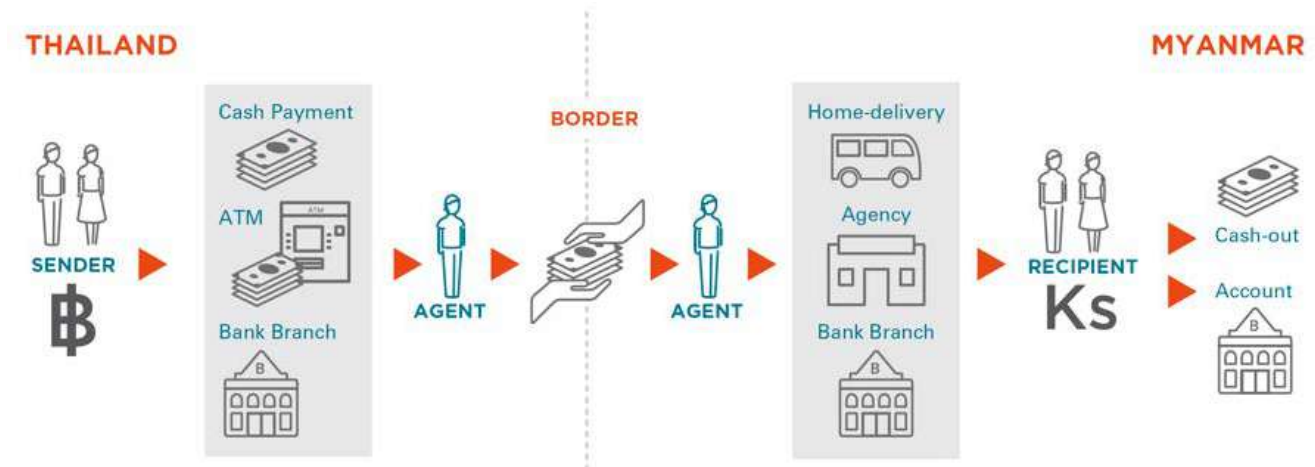 THAILAND
MYANMAR
Cash Payment
ATM
ATM
Bank Branch
B
SENDER
฿
AGENT
BORDER
AGENT
Home-delivery
Agency
Bank Branch
B
RECIPIENT
Ks
Cash-out
Account
B